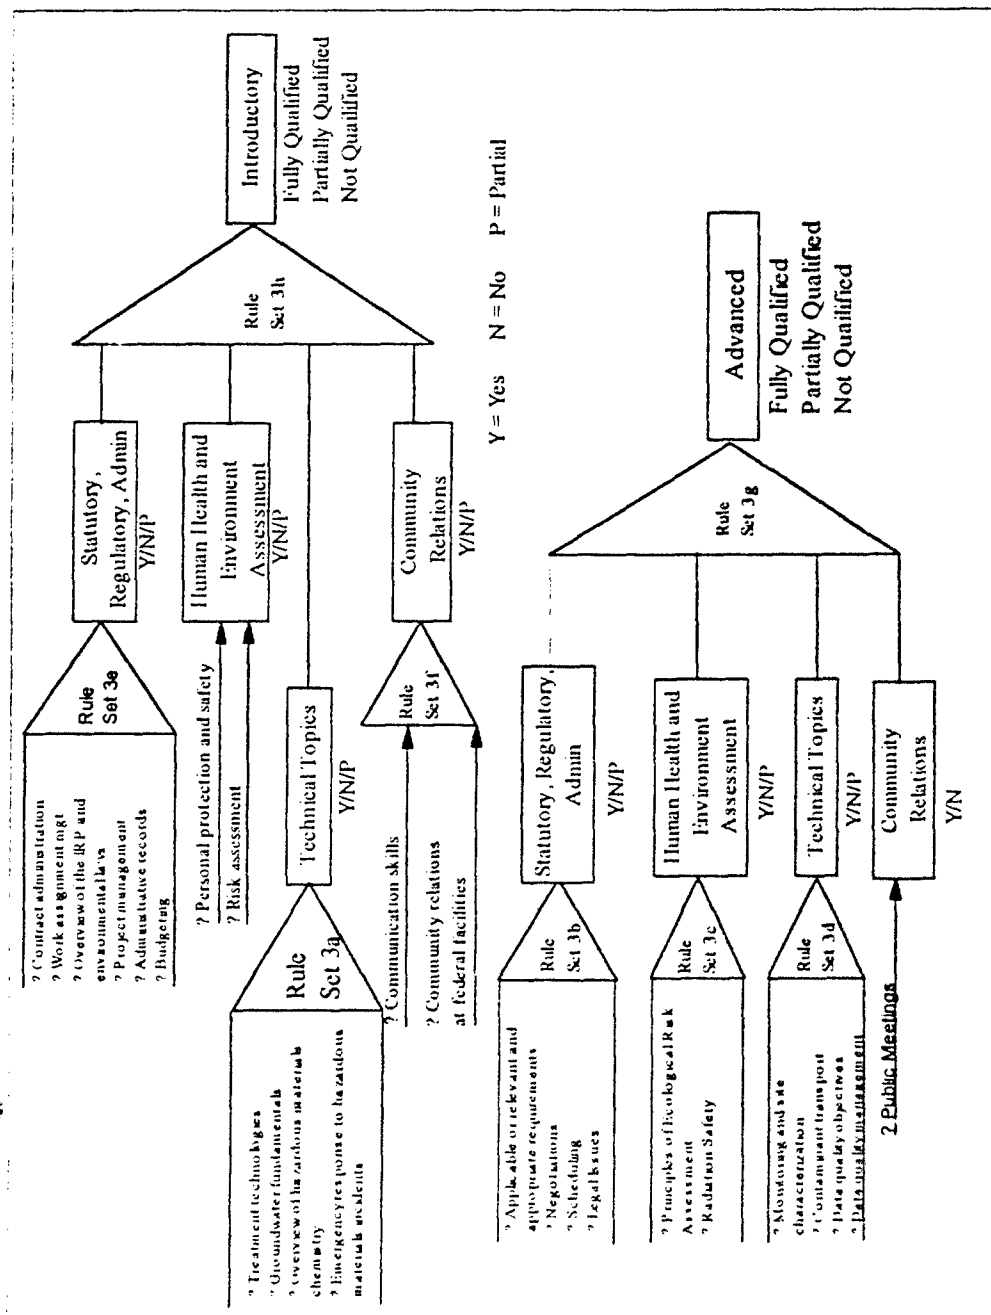 ? Contract administration
? Work assignment mgt
? Overview of the IRP and
environmental laws
? Project management
? Administrative records
? Budgeting
Rule
Set 3e
Statutory,
Regulatory, Admin
Y/N/P
? Personal protection and safety
? Risk assessment
Human Health and
Environment
Assessment
Y/N/P
? Treatment technologies
? Groundwater fundamentals
? Overview of hazardous materials
chemistry
? Emergency response to hazardous
materials incidents
Rule
Set 3a
Technical Topics
Y/N/P
? Communication skills
? Community relations
at federal facilities
Rule
Set 3f
Community
Relations
Y/N/P
Rule
Set 3h
Introductory
Fully Qualified
Partially Qualified
Not Quailified
Y = Yes N = No P = Partial
? Applicable or relevant and
appropriate requirements
? Negotiations
? Scheduling
? Legal Issues
Rule
Set 3b
Statutory, Regulatory,
Admin
Y/N/P
? Principles of Ecological Risk
Assessment
? Radiation Safety
Rule
Set 3c
Human Health and
Environment
Assessment
Y/N/P
? Monitoring and site
characterization
? Contaminant transport
? Data quality objectives
? Data quality management
Rule
Set 3d
Technical Topics
Y/N/P
? Public Meetings
Community
Relations
Y/N
Rule
Set 3g
Advanced
Fully Qualified
Partially Qualified
Not Quailified